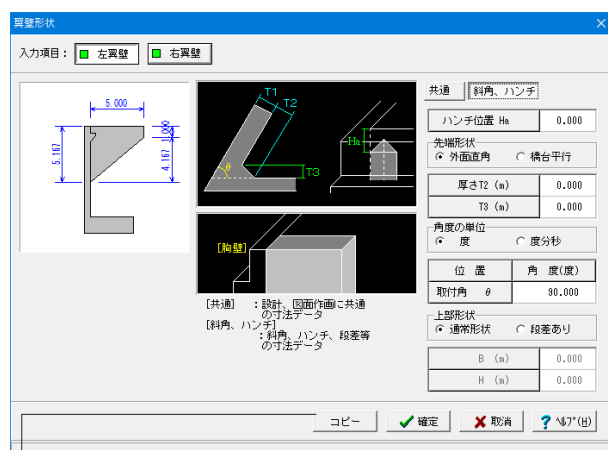 翼壁形状
入力項目： 左翼壁 右翼壁
共通 斜角、ハンチ
5.000
1.000
5.167
4.167
T1
T2
T3
θ
Ha
[胸壁]
[共通] ：設計、図面作画に共通
の寸法データ
[斜角、ハンチ]
：斜角、ハンチ、段差等
の寸法データ
ハンチ位置 Ha 0.000
先端形状
外面直角 橋台平行
厚さT2 (m) 0.000
T3 (m) 0.000
角度の単位
度 度分秒
位 置 角 度(度)
取付角 θ 90.000
上部形状
通常形状 段差あり
B (m) 0.000
H (m) 0.000
コピー 確定 取消 ヘルプ(H)